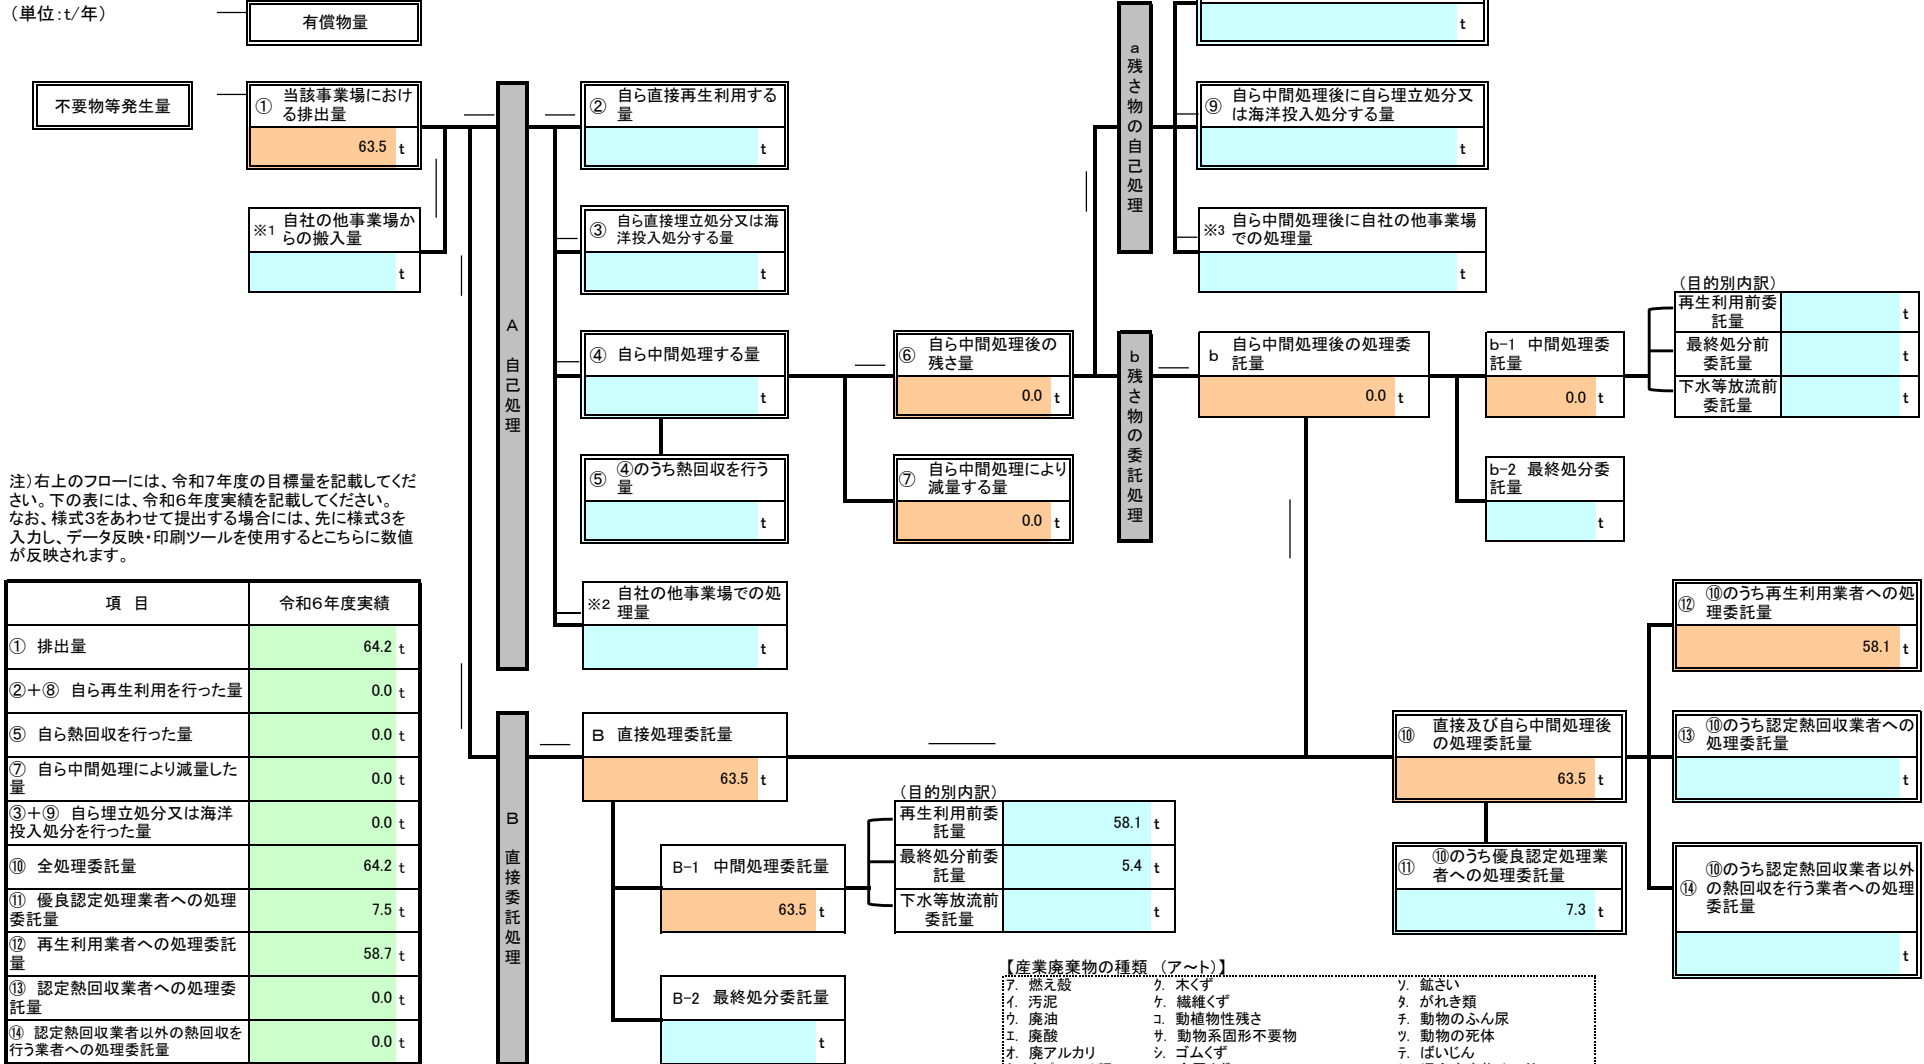 (単位:t/年)
有償物量
不要物等発生量
① 当該事業場におけ
る排出量
63.5 t
※1 自社の他事業場か
らの搬入量
t
A 自己処理
② 自ら直接再生利用する
量
t
③ 自ら直接埋立処分又は海
洋投入処分する量
t
④ 自ら中間処理する量
t
⑤ ④のうち熱回収を行う
量
t
※2 自社の他事業場での処
理量
t
⑥ 自ら中間処理後の
残さ量
0.0 t
⑦ 自ら中間処理により
減量する量
0.0 t
a 残さ物の自己処理
t
⑨ 自ら中間処理後に自ら埋立処分又
は海洋投入処分する量
t
※3 自ら中間処理後に自社の他事業場
での処理量
t
b 残さ物の委託処理
b 自ら中間処理後の処理委
託量
0.0 t
b-1 中間処理委
託量
0.0 t
(目的別内訳)
再生利用前委
託量
t
最終処分前
委託量
t
下水等放流前
委託量
t
b-2 最終処分委
託量
t
注)右上のフローには、令和7年度の目標量を記載してくだ
さい。下の表には、令和6年度実績を記載してください。
なお、様式3をあわせて提出する場合には、先に様式3を
入力し、データ反映・印刷ツールを使用するとこちらに数値
が反映されます。
項 目 令和6年度実績
① 排出量 64.2 t
②+⑧ 自ら再生利用を行った量 0.0 t
⑤ 自ら熱回収を行った量 0.0 t
⑦ 自ら中間処理により減量した
量 0.0 t
③+⑨ 自ら埋立処分又は海洋
投入処分を行った量 0.0 t
⑩ 全処理委託量 64.2 t
⑪ 優良認定処理業者への処理
委託量 7.5 t
⑫ 再生利用業者への処理委託
量 58.7 t
⑬ 認定熱回収業者への処理委
託量 0.0 t
⑭ 認定熱回収業者以外の熱回収を
行う業者への処理委託量 0.0 t
B 直接委託処理
B 直接処理委託量
63.5 t
B-1 中間処理委託量
63.5 t
(目的別内訳)
再生利用前委
託量
58.1 t
最終処分前委
託量
5.4 t
下水等放流前
委託量
t
B-2 最終処分委託量
t
⑩ 直接及び自ら中間処理後
の処理委託量
63.5 t
⑪ ⑩のうち優良認定処理業
者への処理委託量
7.3 t
⑫ ⑩のうち再生利用業者への処
理委託量
58.1 t
⑬ ⑩のうち認定熱回収業者への
処理委託量
t
⑭ ⑩のうち認定熱回収業者以外
の熱回収を行う業者への処理
委託量
t
【産業廃棄物の種類 (ア~ト)】
ア. 燃え殻 ク. 木くず ソ. 鉱さい
イ. 汚泥 ケ. 繊維くず タ. がれき類
ウ. 廃油 コ. 動植物性残さ チ. 動物のふん尿
エ. 廃酸 サ. 動物系固形不要物 ツ. 動物の死体
オ. 廃アルカリ シ. ゴムくず テ. ばいじん